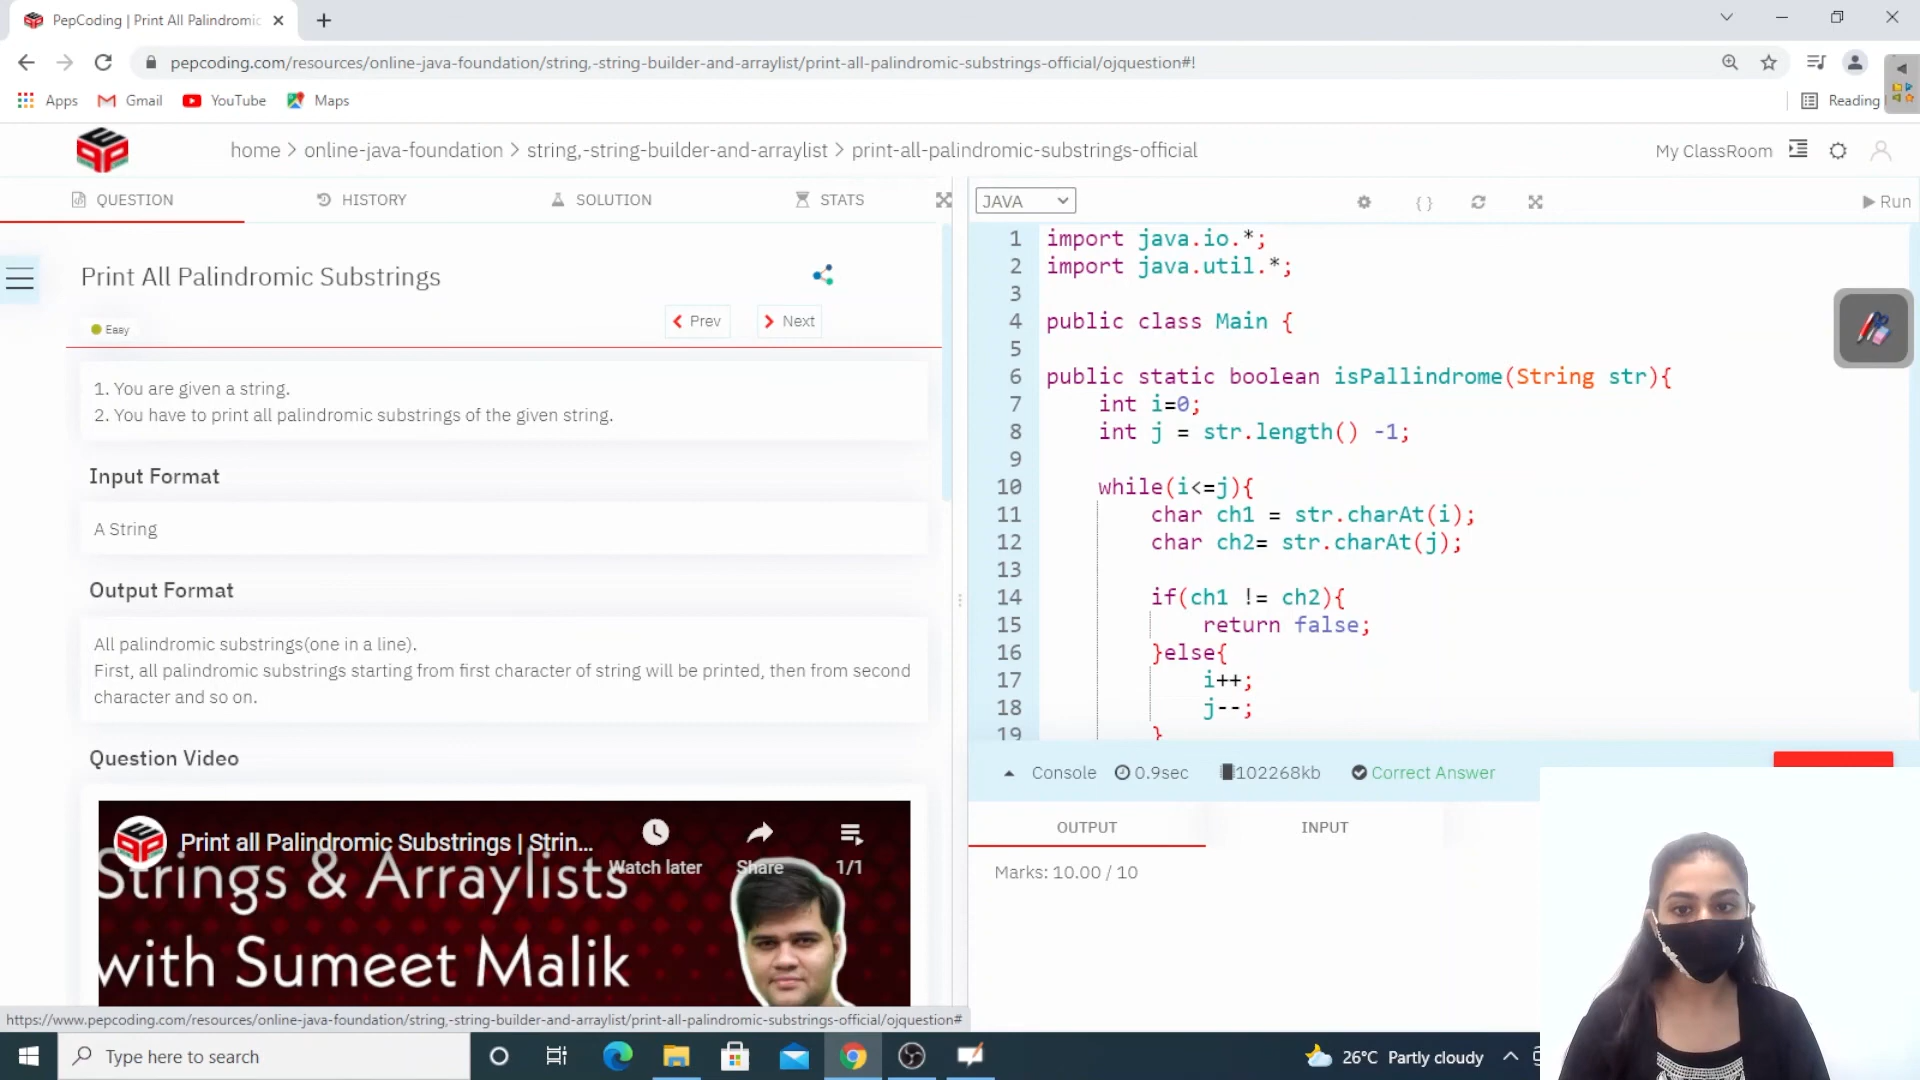 PepCoding | Print All Palindromic
pepcoding.com/resources/online-java-foundation/string,-string-builder-and-arraylist/print-all-palindromic-substrings-official/ojquestion#!
Apps
Gmail
YouTube
Maps
Reading
home > online-java-foundation > string,-string-builder-and-arraylist > print-all-palindromic-substrings-official
My ClassRoom
QUESTION
HISTORY
SOLUTION
STATS
JAVA
{ }
Run
Print All Palindromic Substrings
Easy
Prev
Next
1. You are given a string.
2. You have to print all palindromic substrings of the given string.
Input Format
A String
Output Format
All palindromic substrings(one in a line).
First, all palindromic substrings starting from first character of string will be printed, then from second
character and so on.
Question Video
Print all Palindromic Substrings | Strin...
Watch later
Share
1/1
Strings & Arraylists
with Sumeet Malik
https://www.pepcoding.com/resources/online-java-foundation/string,-string-builder-and-arraylist/print-all-palindromic-substrings-official/ojquestion#
1 import java.io.*;
2 import java.util.*;
3
4 public class Main {
5
6 public static boolean isPallindrome(String str){
7 int i=0;
8 int j = str.length() -1;
9
10 while(i<=j){
11 char ch1 = str.charAt(i);
12 char ch2= str.charAt(j);
13
14 if(ch1 != ch2){
15 return false;
16 }else{
17 i++;
18 j--;
19 }
Console
0.9sec
102268kb
Correct Answer
OUTPUT
INPUT
Marks: 10.00 / 10
Type here to search
26°C Partly cloudy